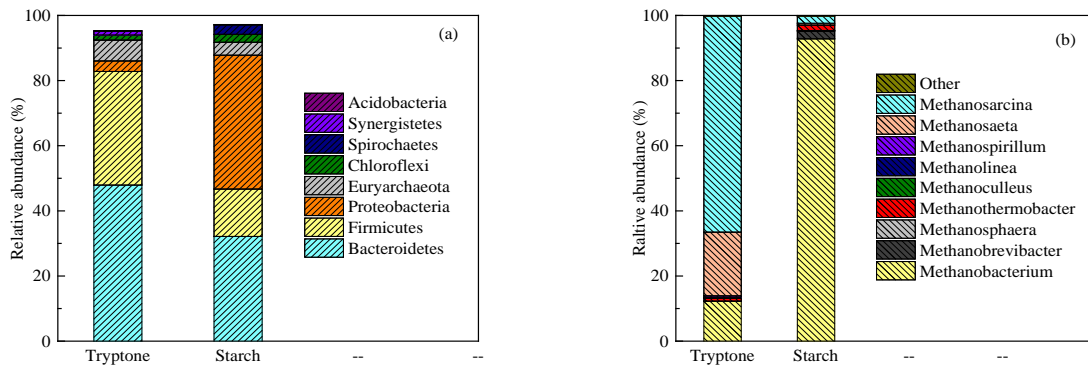 100
80
60
40
20
0
Relative abundance (%)
(a)
Acidobacteria
Synergistetes
Spirochaetes
Chloroflexi
Euryarchaeota
Proteobacteria
Firmicutes
Bacteroidetes
Tryptone Starch -- --
100
80
60
40
20
0
Raltive abundance (%)
(b)
Other
Methanosarcina
Methanosaeta
Methanospirillum
Methanolinea
Methanoculleus
Methanothermobacter
Methanosphaera
Methanobrevibacter
Methanobacterium
Tryptone Starch -- --